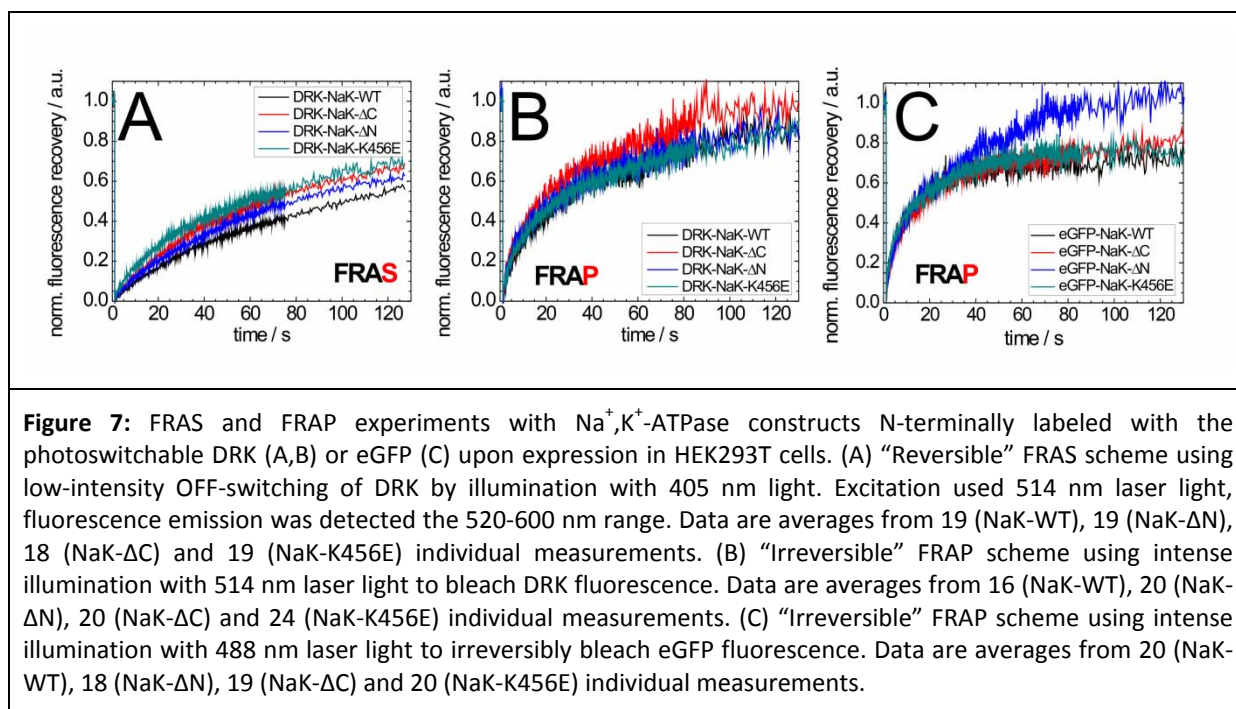 A
norm. fluorescence recovery / a.u.
1.0
0.8
0.6
0.4
0.2
0.0
DRK-NaK-WT
DRK-NaK-ΔC
DRK-NaK-ΔN
DRK-NaK-K456E
FRAS
0 20 40 60 80 100 120
time / s
B
norm. fluorescence recovery / a.u.
1.0
0.8
0.6
0.4
0.2
0.0
DRK-NaK-WT
DRK-NaK-ΔC
DRK-NaK-ΔN
DRK-NaK-K456E
FRAP
0 20 40 60 80 100 120
time / s
C
norm. fluorescence recovery / a.u.
1.0
0.8
0.6
0.4
0.2
0.0
eGFP-NaK-WT
eGFP-NaK-ΔC
eGFP-NaK-ΔN
eGFP-NaK-K456E
FRAP
0 20 40 60 80 100 120
time / s
Figure 7: FRAS and FRAP experiments with Na⁺,K⁺-ATPase constructs N-terminally labeled with the
photoswitchable DRK (A,B) or eGFP (C) upon expression in HEK293T cells. (A) “Reversible” FRAS scheme using
low-intensity OFF-switching of DRK by illumination with 405 nm light. Excitation used 514 nm laser light,
fluorescence emission was detected the 520-600 nm range. Data are averages from 19 (NaK-WT), 19 (NaK-ΔN),
18 (NaK-ΔC) and 19 (NaK-K456E) individual measurements. (B) “Irreversible” FRAP scheme using intense
illumination with 514 nm laser light to bleach DRK fluorescence. Data are averages from 16 (NaK-WT), 20 (NaK-
ΔN), 20 (NaK-ΔC) and 24 (NaK-K456E) individual measurements. (C) “Irreversible” FRAP scheme using intense
illumination with 488 nm laser light to irreversibly bleach eGFP fluorescence. Data are averages from 20 (NaK-
WT), 18 (NaK-ΔN), 19 (NaK-ΔC) and 20 (NaK-K456E) individual measurements.